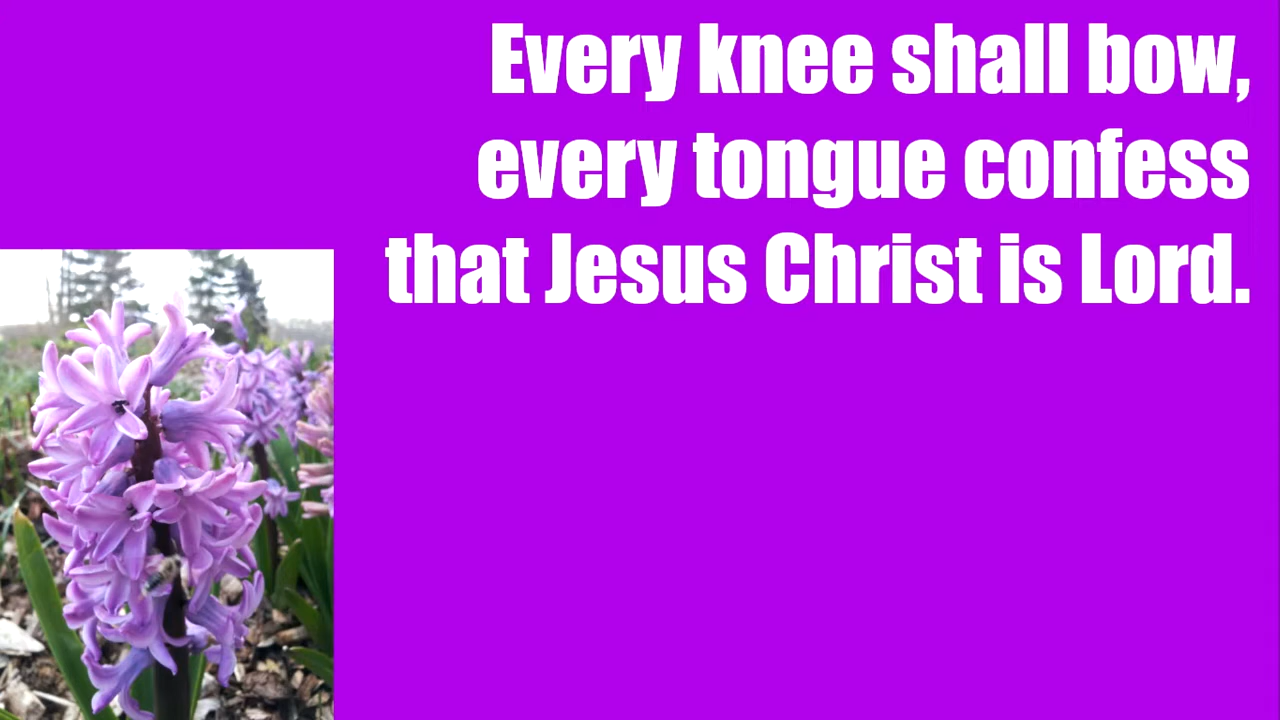 Every knee shall bow,
every tongue confess
that Jesus Christ is Lord.